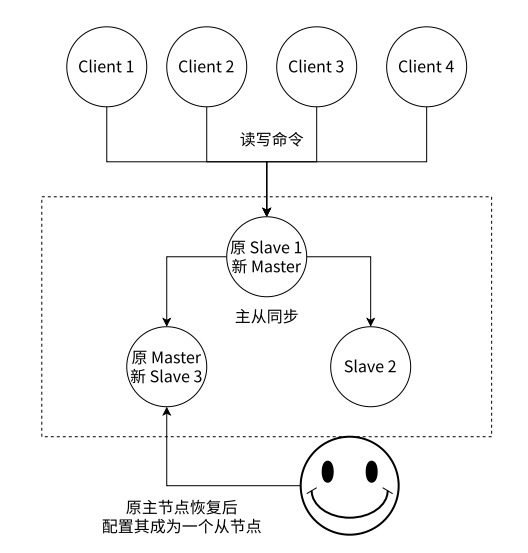 Client 1
Client 2
Client 3
Client 4
读写命令
原 Slave 1
新 Master
主从同步
原 Master
新 Slave 3
Slave 2
原主节点恢复后
配置其成为一个从节点